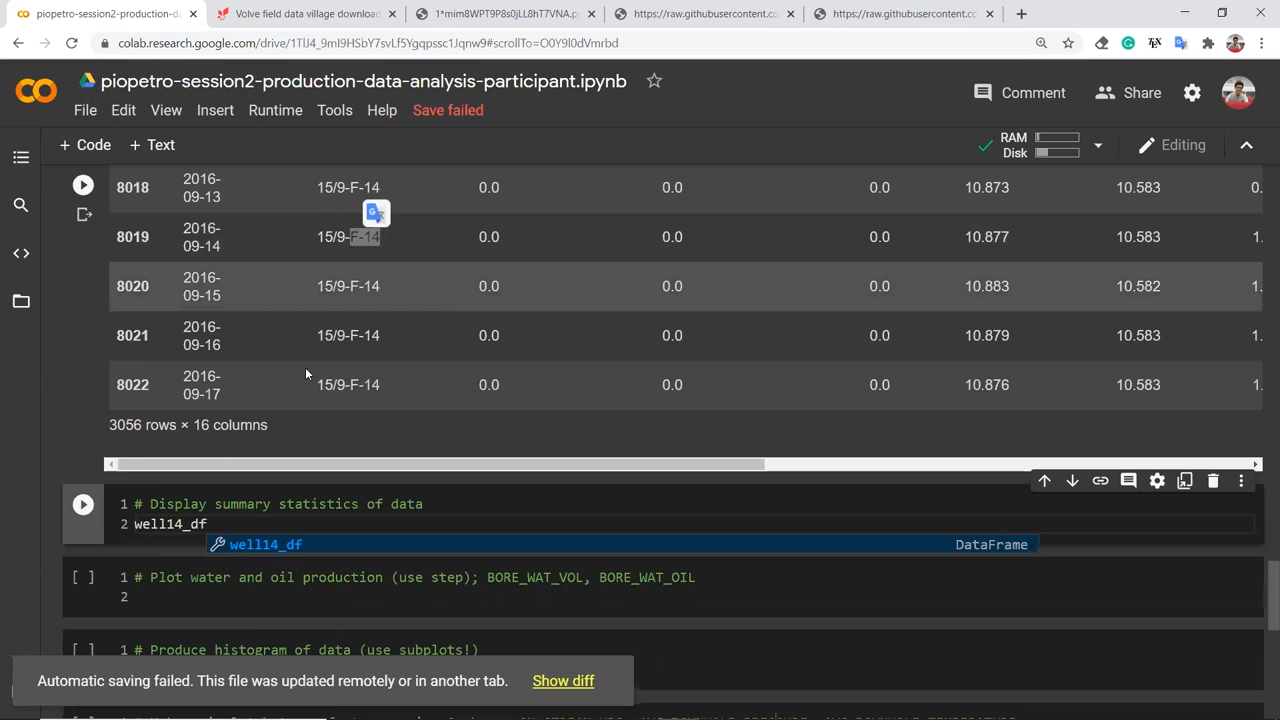 piopetro-session2-production-d
Volve field data village download
1*mim8WPT9P8s0jLL8hT7VNA.p
https://raw.githubusercontent.co
https://raw.githubusercontent.co
colab.research.google.com/drive/1TlJ4_9mI9HSbY7svLf5Ygqpssc1Jqnw9#scrollTo=O0Y9l0dVmrbd
piopetro-session2-production-data-analysis-participant.ipynb
File Edit View Insert Runtime Tools Help Save failed
Comment Share
+ Code + Text
RAM
Disk
Editing
8018 2016-09-13 15/9-F-14 0.0 0.0 0.0 10.873 10.583 0.
8019 2016-09-14 15/9-F-14 0.0 0.0 0.0 10.877 10.583 1.
8020 2016-09-15 15/9-F-14 0.0 0.0 0.0 10.883 10.582 1.
8021 2016-09-16 15/9-F-14 0.0 0.0 0.0 10.879 10.583 1.
8022 2016-09-17 15/9-F-14 0.0 0.0 0.0 10.876 10.583 1.
3056 rows × 16 columns
1 # Display summary statistics of data
2 well14_df
well14_df DataFrame
[ ] 1 # Plot water and oil production (use step); BORE_WAT_VOL, BORE_WAT_OIL
2
[ ] 1 # Produce histogram of data (use subplots!)
Automatic saving failed. This file was updated remotely or in another tab. Show diff